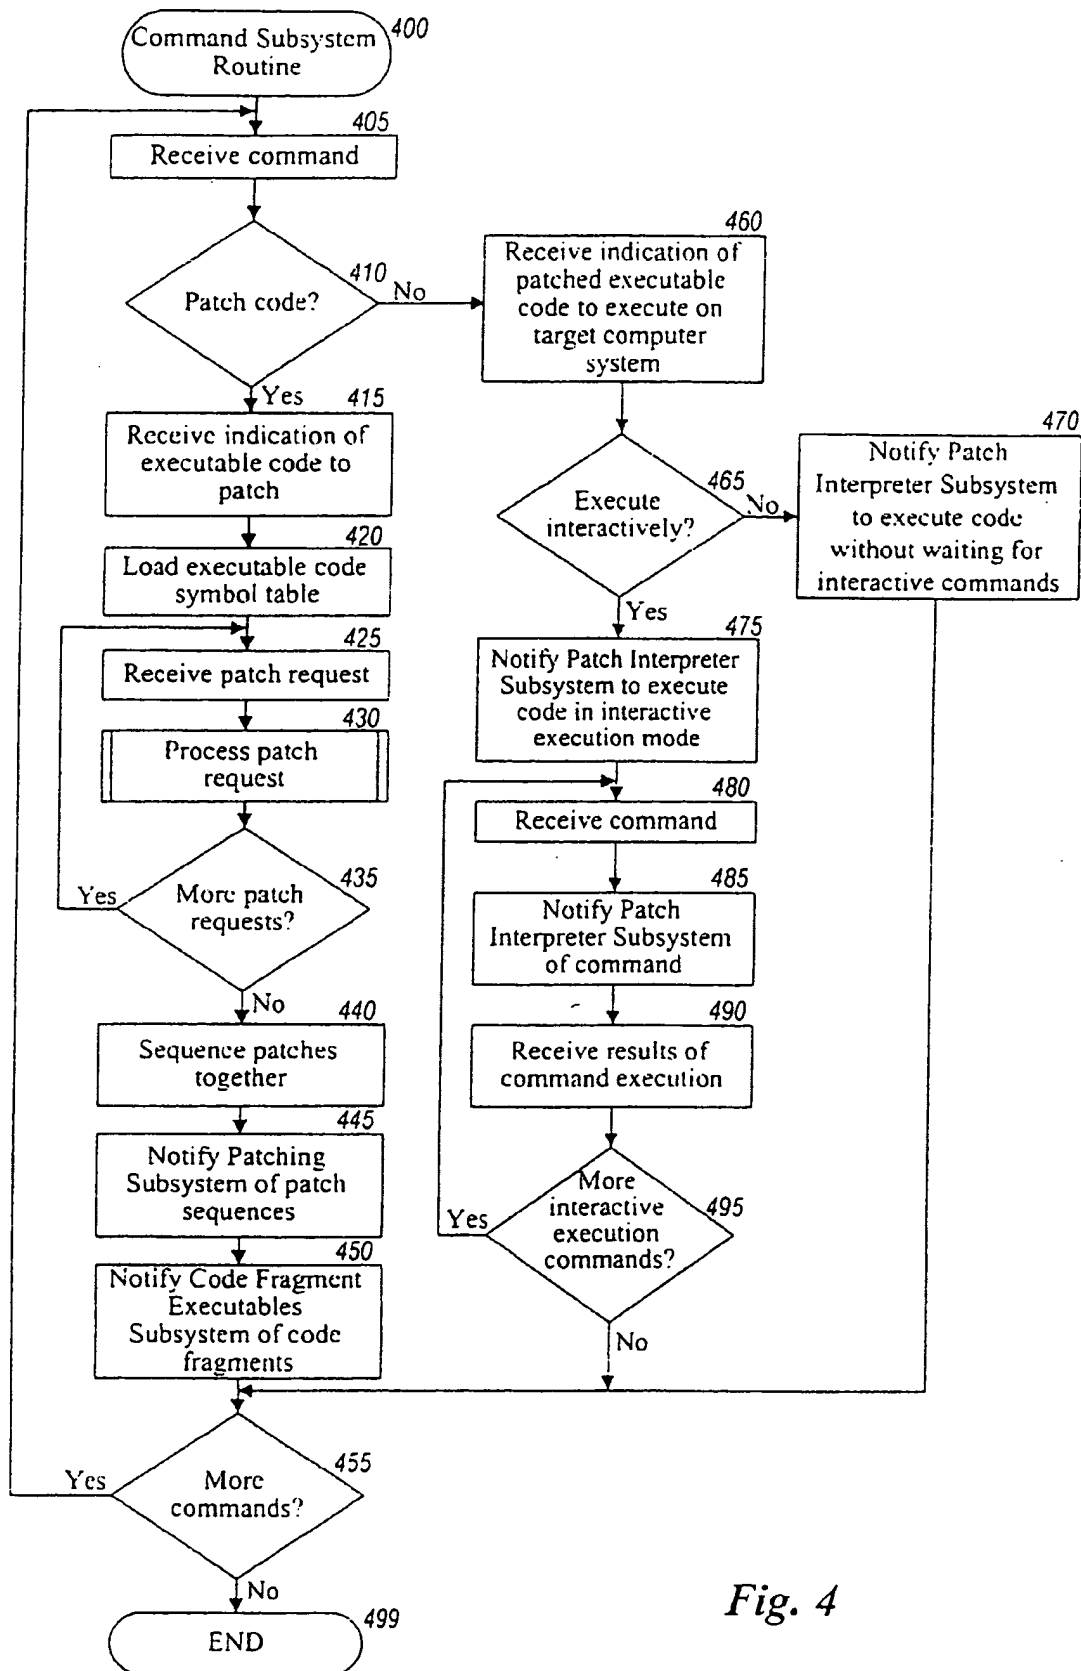 Command Subsystem
Routine
400
405
Receive command
410
Patch code?
No
Yes
415
Receive indication of
executable code to
patch
420
Load executable code
symbol table
425
Receive patch request
430
Process patch
request
435
More patch
requests?
Yes
No
440
Sequence patches
together
445
Notify Patching
Subsystem of patch
sequences
450
Notify Code Fragment
Executables
Subsystem of code
fragments
455
More
commands?
Yes
No
499
END
460
Receive indication of
patched executable
code to execute on
target computer
system
465
Execute
interactively?
No
Yes
470
Notify Patch
Interpreter Subsystem
to execute code
without waiting for
interactive commands
475
Notify Patch Interpreter
Subsystem to execute
code in interactive
execution mode
480
Receive command
485
Notify Patch
Interpreter Subsystem
of command
490
Receive results of
command execution
495
More
interactive
execution
commands?
Yes
No
Fig. 4